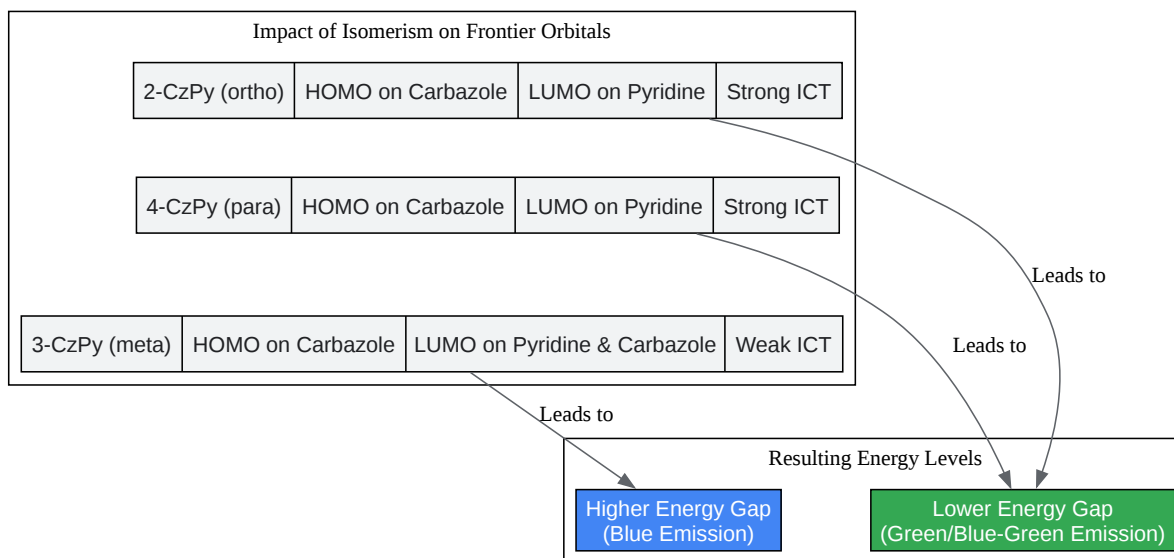 Impact of Isomerism on Frontier Orbitals
2-CzPy (ortho) HOMO on Carbazole LUMO on Pyridine Strong ICT
4-CzPy (para) HOMO on Carbazole LUMO on Pyridine Strong ICT
Leads to
3-CzPy (meta) HOMO on Carbazole LUMO on Pyridine & Carbazole Weak ICT
Leads to
Leads to
Resulting Energy Levels
Higher Energy Gap
(Blue Emission)
Lower Energy Gap
(Green/Blue-Green Emission)